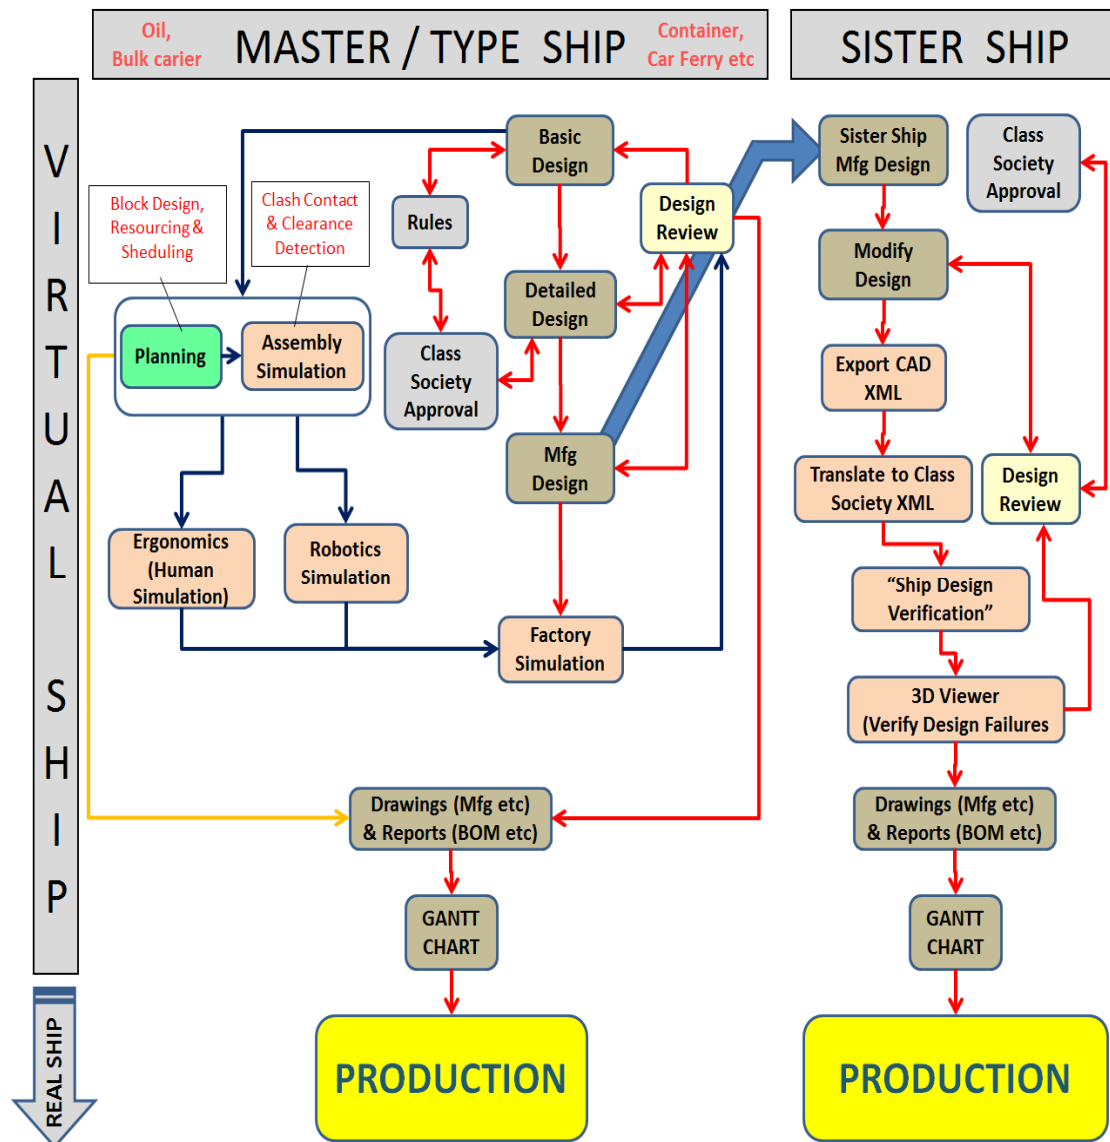 Oil,
Bulk carier
MASTER / TYPE SHIP
Container,
Car Ferry etc
SISTER SHIP
VIRTUAL SHIP
Basic
Design
Sister Ship
Mfg Design
Class
Society
Approval
Block Design,
Resourcing &
Sheduling
Clash Contact
& Clearance
Detection
Rules
Design
Review
Modify
Design
Detailed
Design
Planning
Assembly
Simulation
Class
Society
Approval
Export CAD
XML
Mfg
Design
Translate to Class
Society XML
Design
Review
Ergonomics
(Human
Simulation)
Robotics
Simulation
“Ship Design
Verification”
Factory
Simulation
3D Viewer
(Verify Design Failures
Drawings (Mfg etc)
& Reports (BOM etc)
Drawings (Mfg etc)
& Reports (BOM etc)
GANTT
CHART
GANTT
CHART
REAL SHIP
PRODUCTION
PRODUCTION